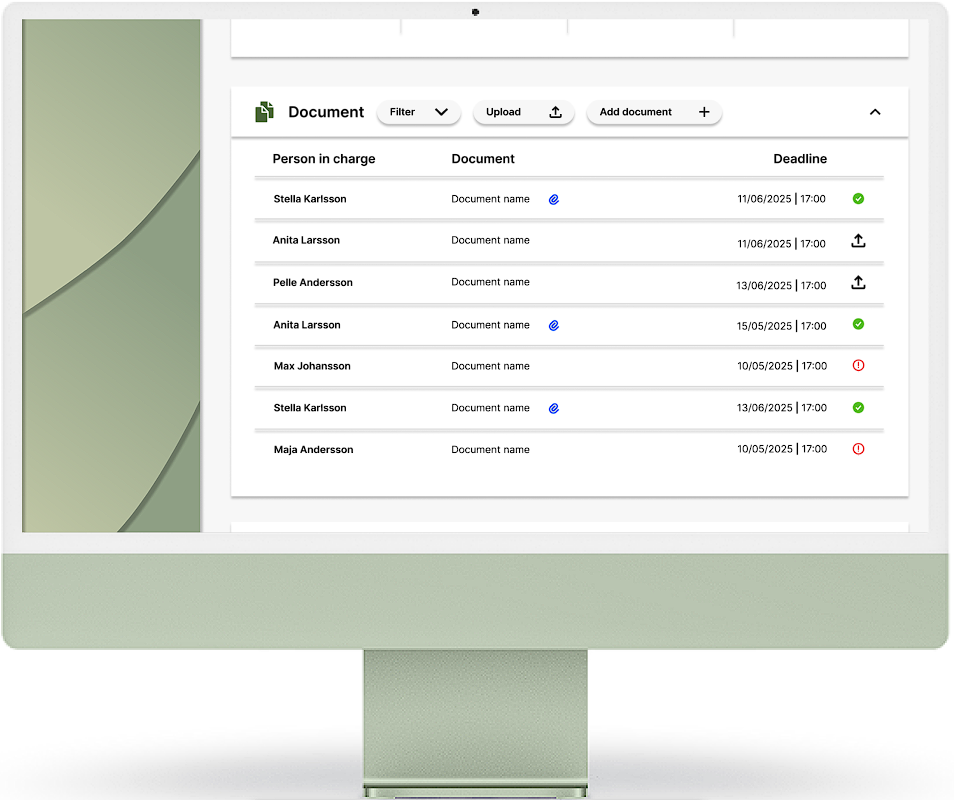 Document Filter Upload Add document
Person in charge Document Deadline
Stella Karlsson Document name 11/06/2025 | 17:00
Anita Larsson Document name 11/06/2025 | 17:00
Pelle Andersson Document name 13/06/2025 | 17:00
Anita Larsson Document name 15/05/2025 | 17:00
Max Johansson Document name 10/05/2025 | 17:00
Stella Karlsson Document name 13/06/2025 | 17:00
Maja Andersson Document name 10/05/2025 | 17:00